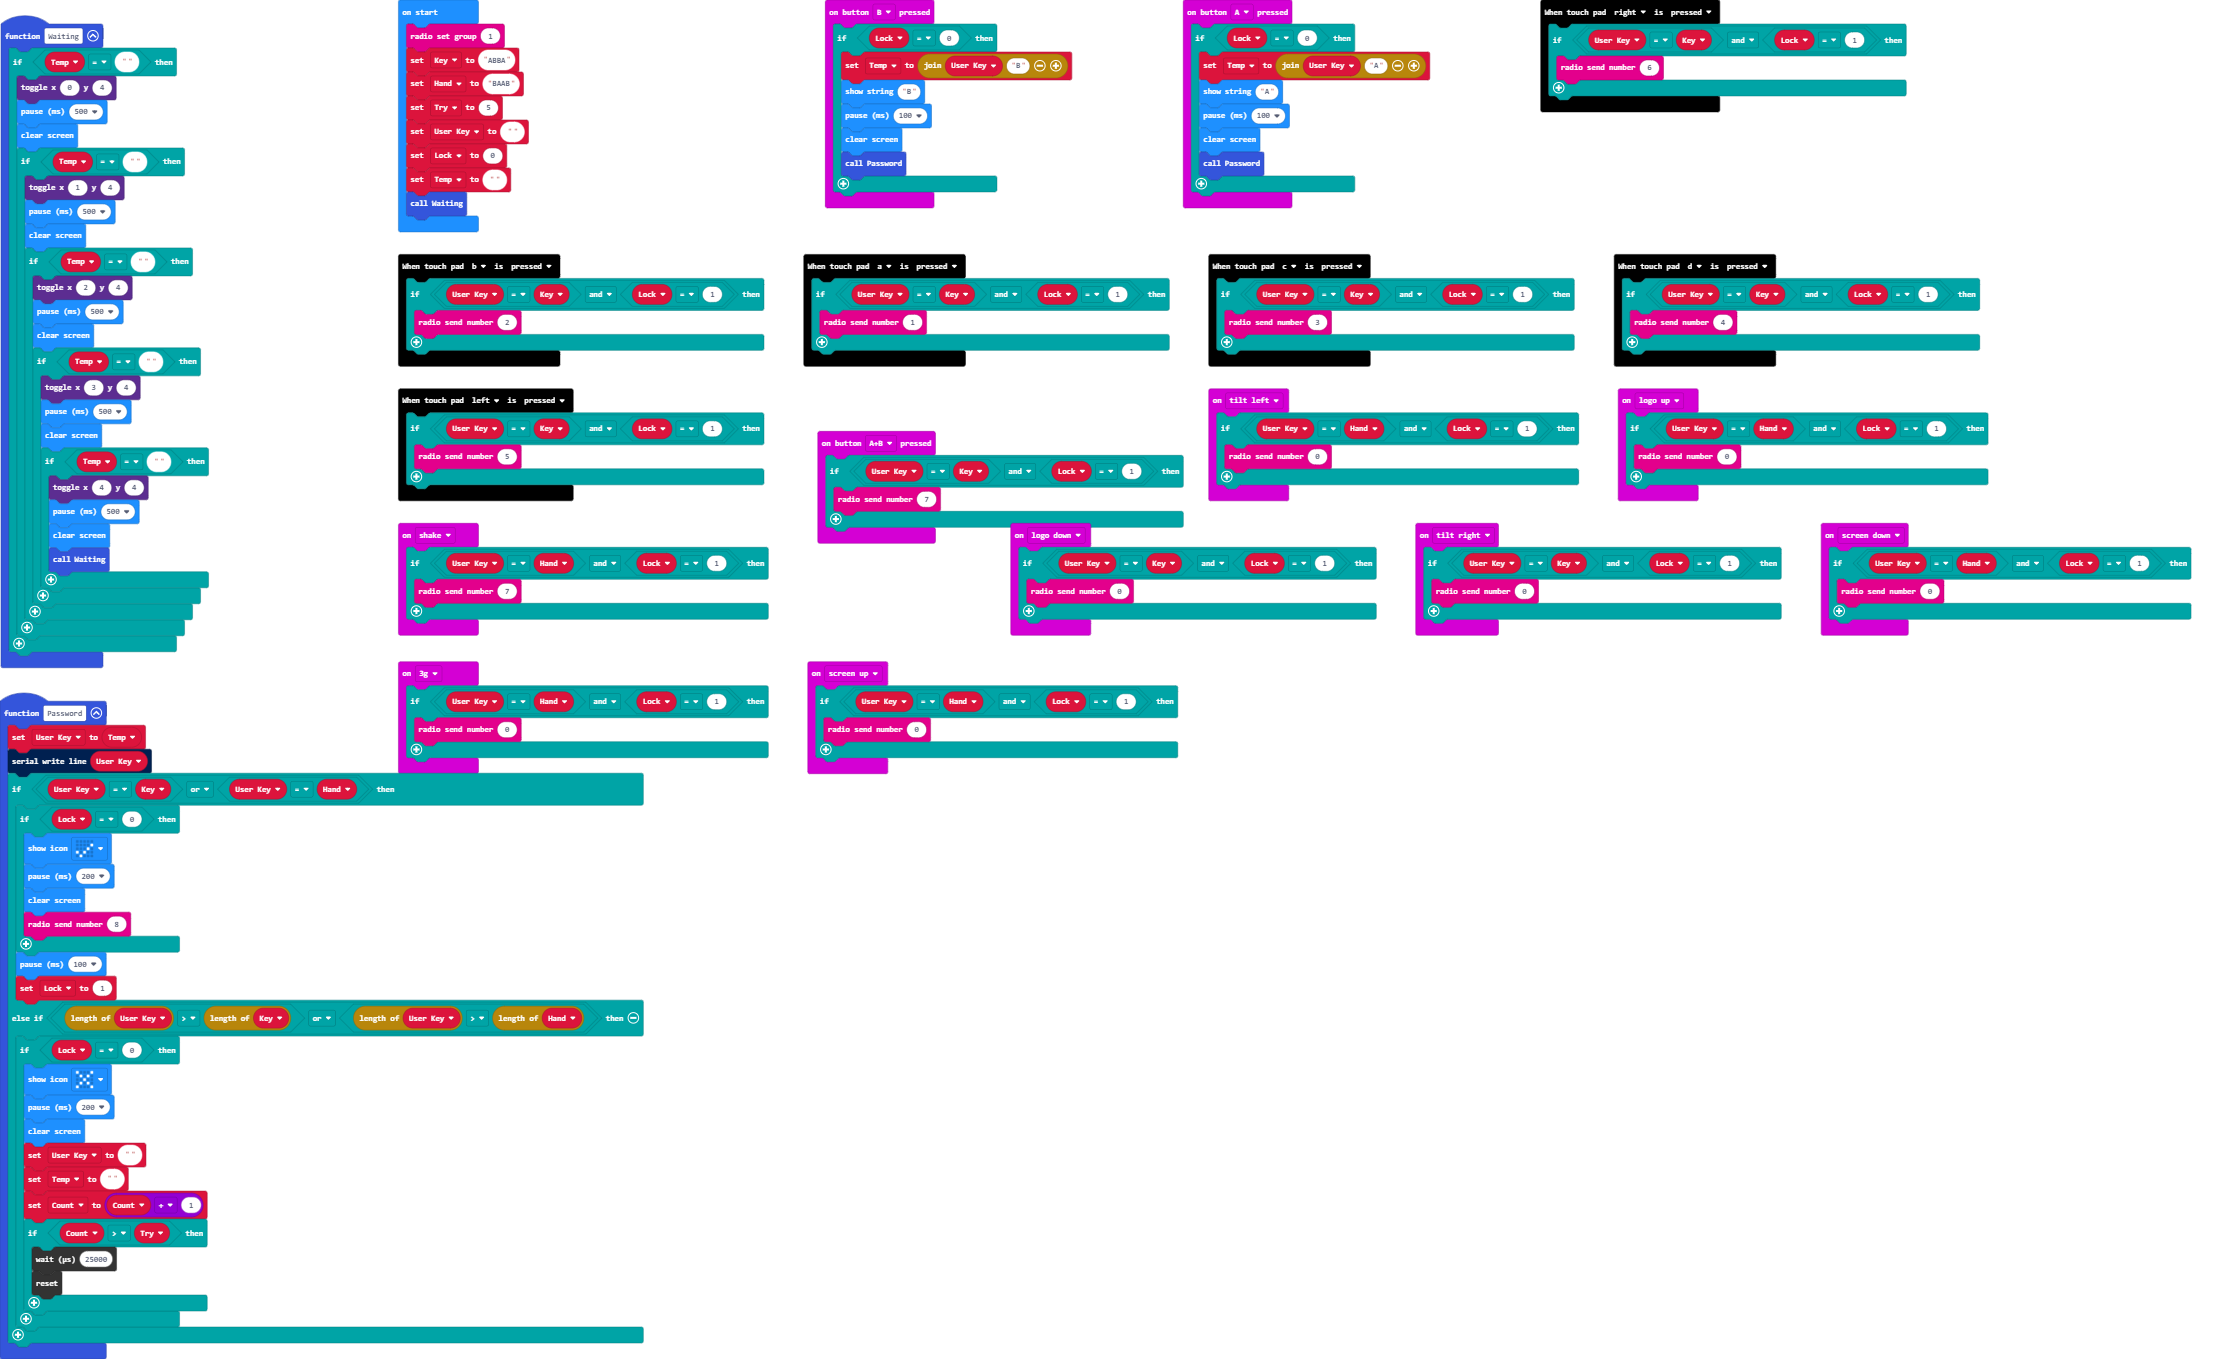 function Waiting
if Temp = "" then
toggle x 0 y 4
pause (ms) 500
clear screen
if Temp = "" then
toggle x 1 y 4
pause (ms) 500
clear screen
if Temp = "" then
toggle x 2 y 4
pause (ms) 500
clear screen
if Temp = "" then
toggle x 3 y 4
pause (ms) 500
clear screen
if Temp = "" then
toggle x 4 y 4
pause (ms) 500
clear screen
call Waiting
on start
radio set group 1
set Key to "ABBA"
set Hand to "BAAB"
set Try to 5
set User Key to ""
set Lock to 0
set Temp to ""
call Waiting
on button B pressed
if Lock = 0 then
set Temp to join User Key "B"
show string "B"
pause (ms) 100
clear screen
call Password
on button A pressed
if Lock = 0 then
set Temp to join User Key "A"
show string "A"
pause (ms) 100
clear screen
call Password
When touch pad right is pressed
if User Key = Key and Lock = 1 then
radio send number 6
When touch pad b is pressed
if User Key = Key and Lock = 1 then
radio send number 2
When touch pad a is pressed
if User Key = Key and Lock = 1 then
radio send number 1
When touch pad c is pressed
if User Key = Key and Lock = 1 then
radio send number 3
When touch pad d is pressed
if User Key = Key and Lock = 1 then
radio send number 4
When touch pad left is pressed
if User Key = Key and Lock = 1 then
radio send number 5
on button A+B pressed
if User Key = Key and Lock = 1 then
radio send number 7
on tilt left
if User Key = Hand and Lock = 1 then
radio send number 0
on logo up
if User Key = Hand and Lock = 1 then
radio send number 0
on shake
if User Key = Hand and Lock = 1 then
radio send number 7
on logo down
if User Key = Key and Lock = 1 then
radio send number 0
on tilt right
if User Key = Key and Lock = 1 then
radio send number 0
on screen down
if User Key = Hand and Lock = 1 then
radio send number 0
on 3g
if User Key = Hand and Lock = 1 then
radio send number 0
on screen up
if User Key = Hand and Lock = 1 then
radio send number 0
function Password
set User Key to Temp
serial write line User Key
if User Key = Key or User Key = Hand then
if Lock = 0 then
show icon
pause (ms) 200
clear screen
radio send number 8
pause (ms) 100
set Lock to 1
else if length of User Key > length of Key or length of User Key > length of Hand then
if Lock = 0 then
show icon
pause (ms) 200
clear screen
set User Key to ""
set Temp to ""
set Count to Count + 1
if Count > Try then
wait (µs) 25000
reset